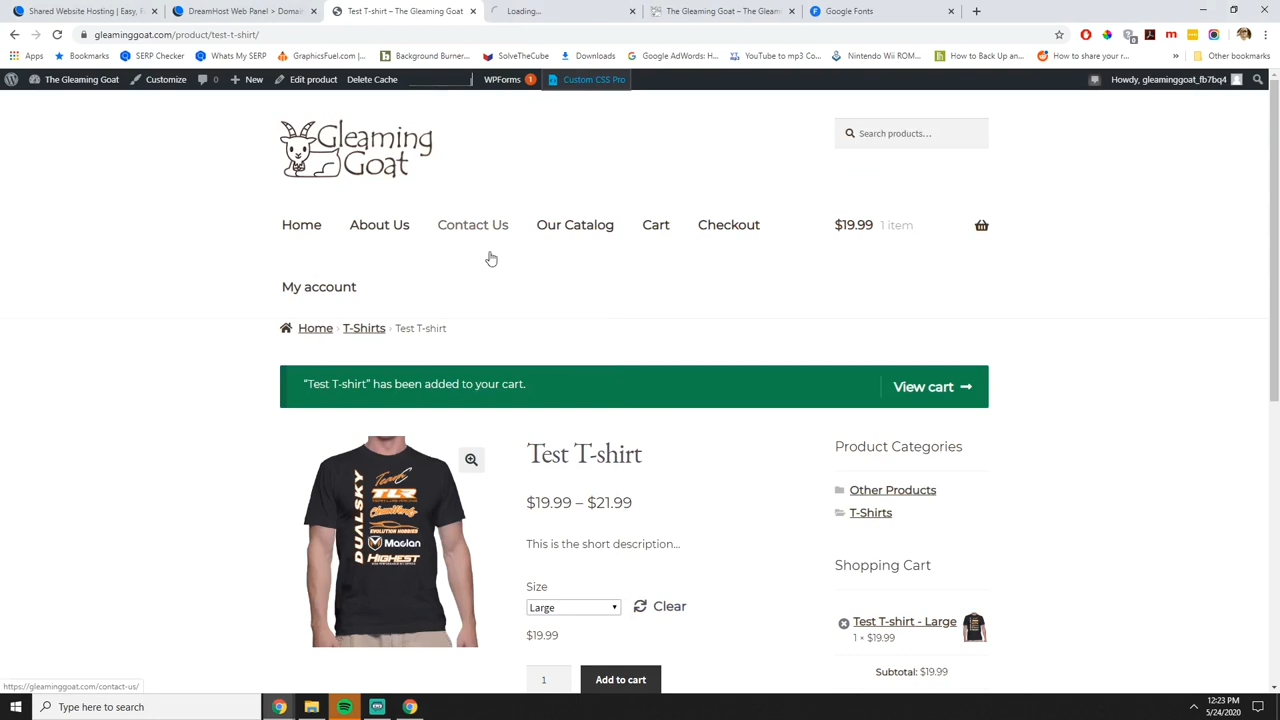 Shared Website Hosting | Easy, F
DreamHost Web Panel > Domain
Test T-shirt – The Gleaming Goat
Loading...
The Gleaming Goat – The Gleam
Google Fonts
gleaminggoat.com/product/test-t-shirt/
Apps
Bookmarks
SERP Checker
Whats My SERP
GraphicsFuel.com |...
Background Burner...
SolveTheCube
Downloads
Google AdWords: K...
YouTube to mp3 Co...
Nintendo Wii ROM...
How to Back Up an...
How to share your r...
»
Other bookmarks
The Gleaming Goat
Customize
0
New
Edit product
Delete Cache
WPForms 1
Custom CSS Pro
Howdy, gleaminggoat_fb7bq4
Gleaming
Goat
Search products...
Home
About Us
Contact Us
Our Catalog
Cart
Checkout
$19.99 1 item
My account
Home › T-Shirts › Test T-shirt
“Test T-shirt” has been added to your cart.
View cart →
DUALSKY
TLR
Maclan
HIGHEST
Test T-shirt
$19.99 – $21.99
This is the short description...
Size
Large
Clear
$19.99
1
Add to cart
Product Categories
Other Products
T-Shirts
Shopping Cart
Test T-shirt - Large
1 × $19.99
Subtotal: $19.99
https://gleaminggoat.com/contact-us/
Type here to search
12:23 PM
5/24/2020